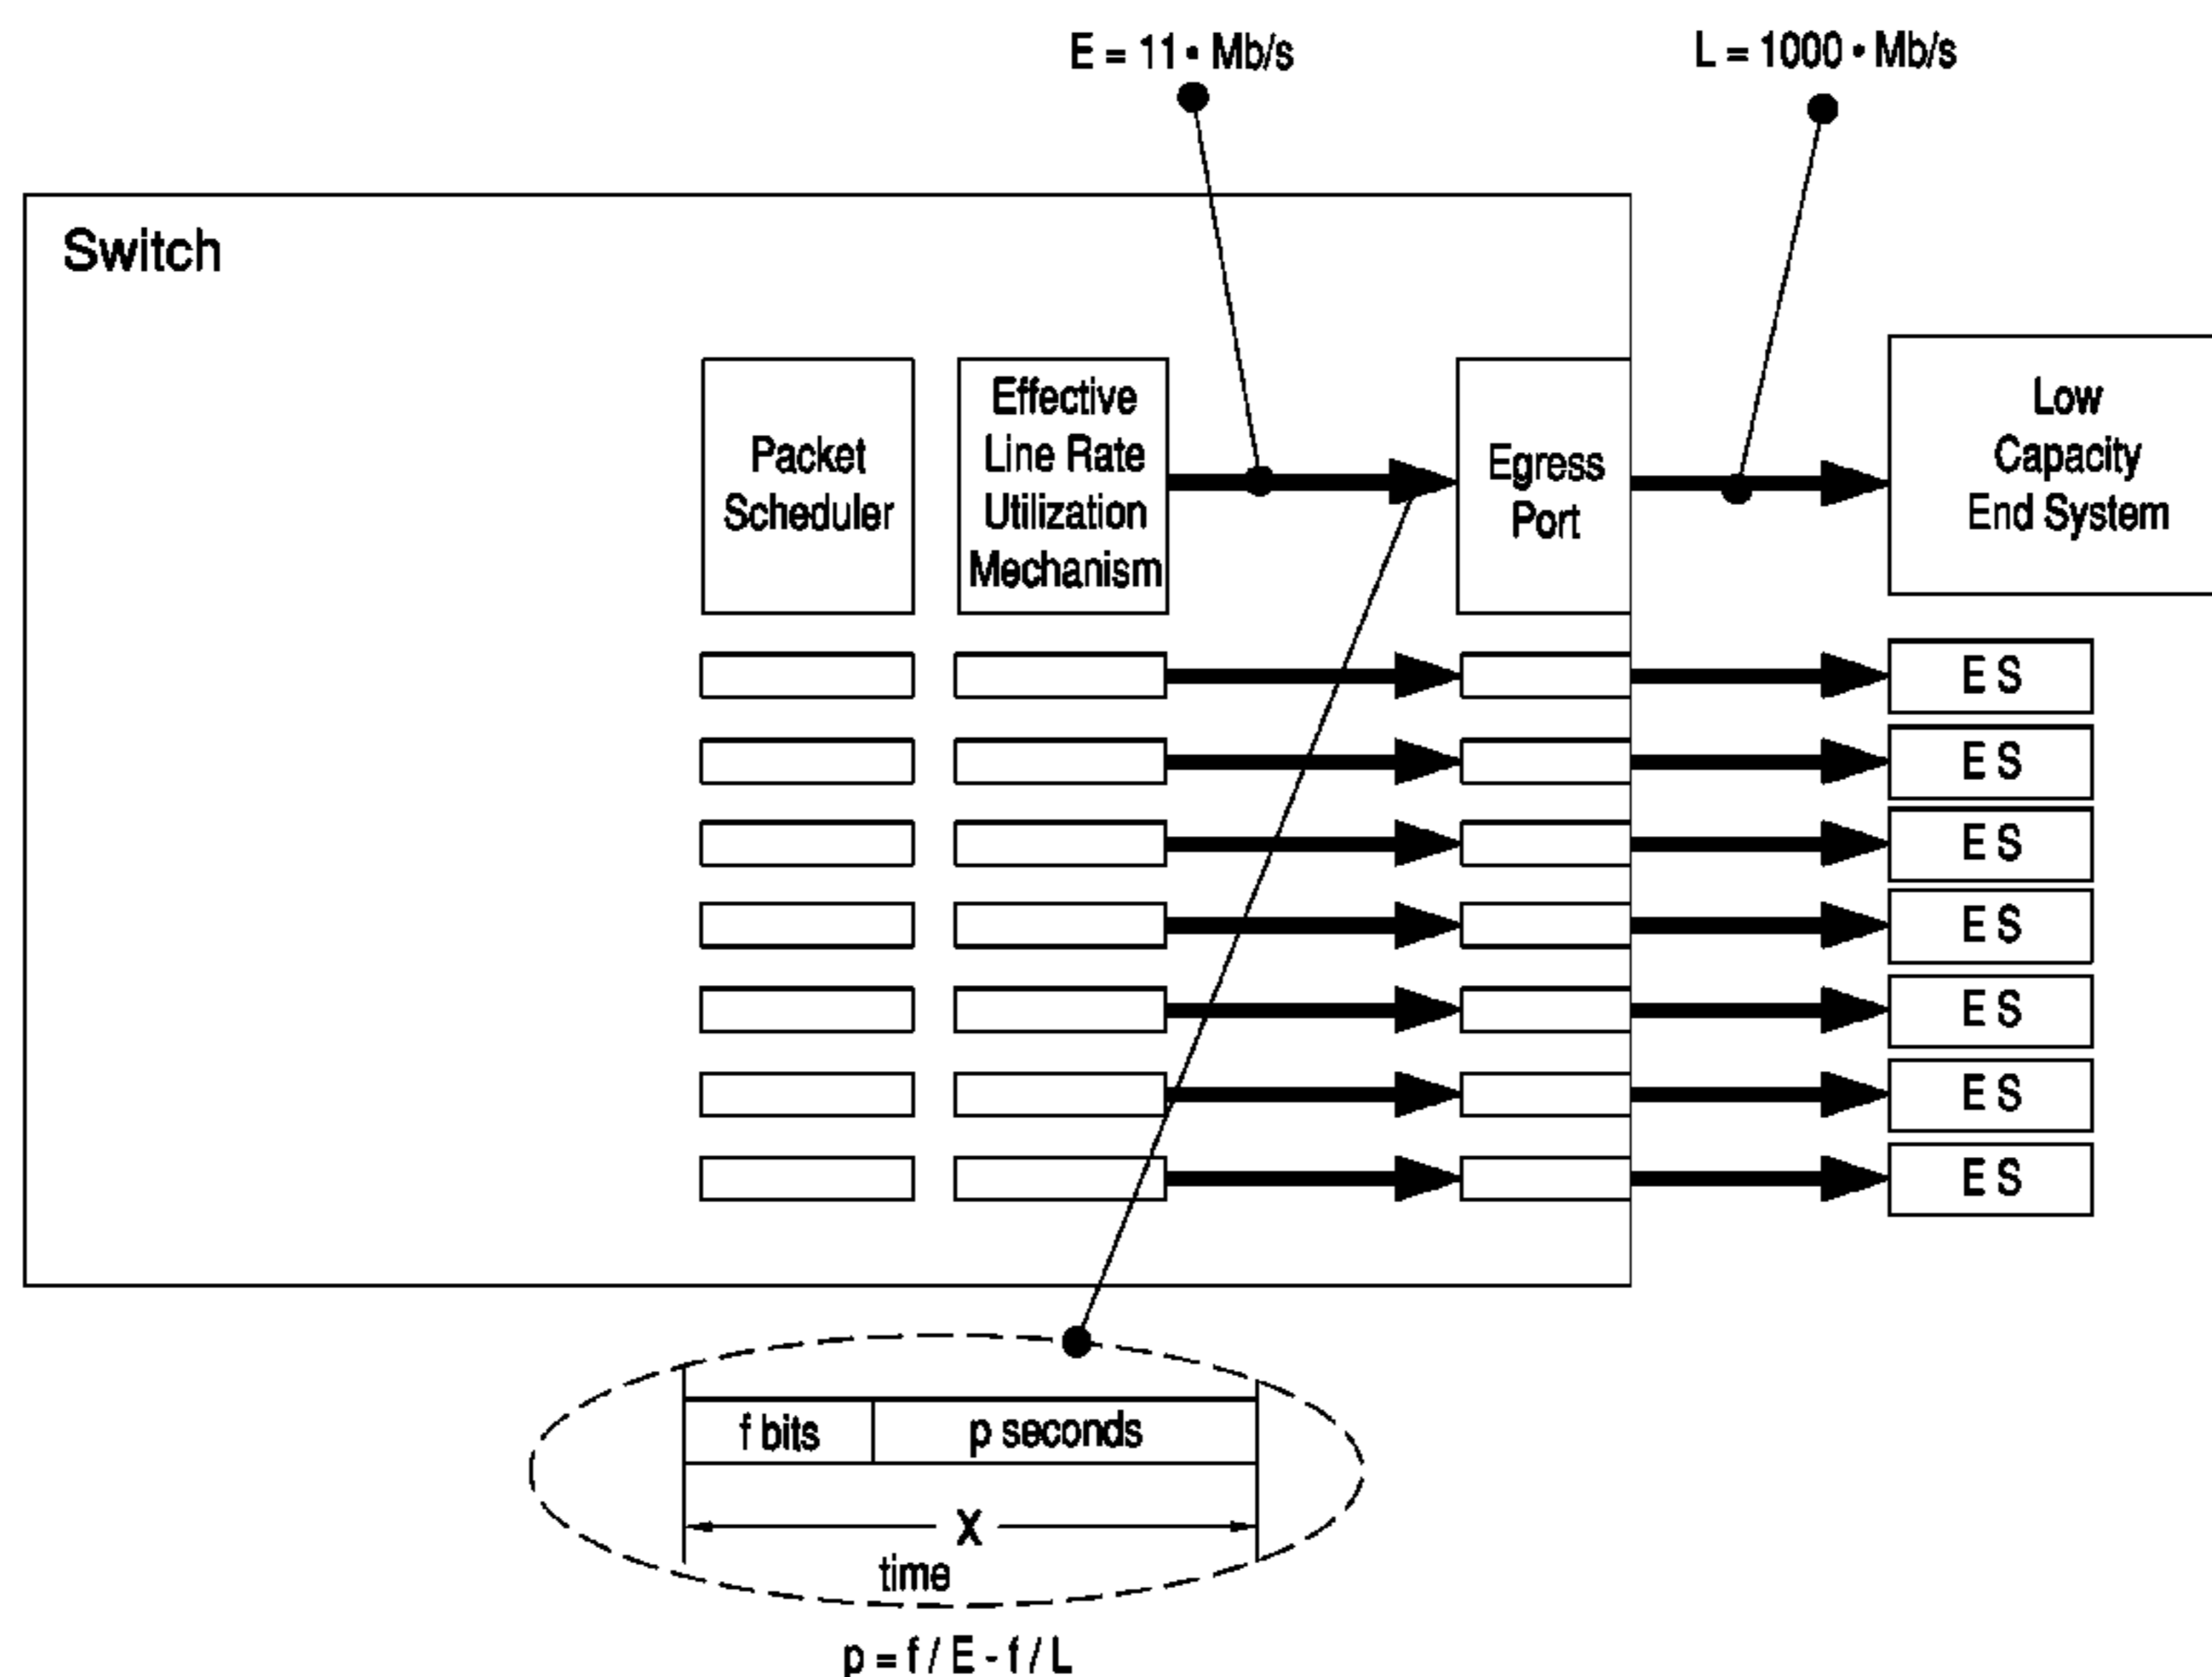 E = 11 • Mb/s
L = 1000 • Mb/s
Switch
Packet
Scheduler
Effective
Line Rate
Utilization
Mechanism
Egress
Port
Low
Capacity
End System
E S
E S
E S
E S
E S
E S
E S
f bits
p seconds
X
time
p = f / E - f / L